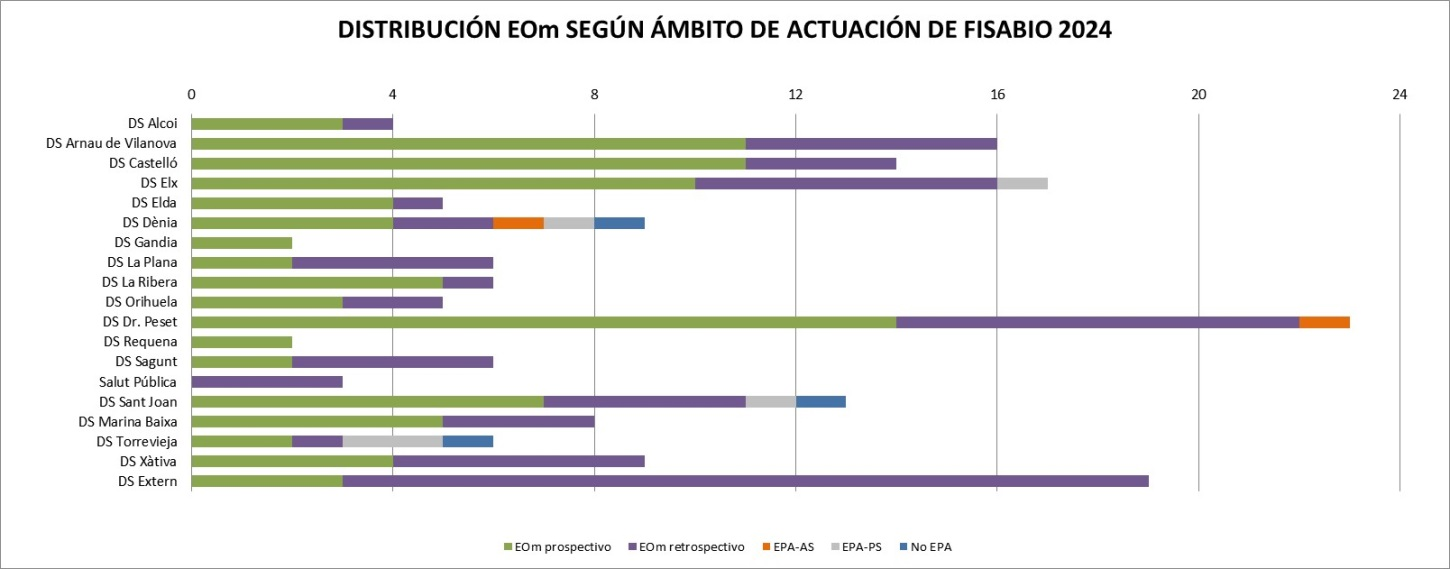 DISTRIBUCIÓN EOm SEGÚN ÁMBITO DE ACTUACIÓN DE FISABIO 2024
0 4 8 12 16 20 24
DS Alcoi
DS Arnau de Vilanova
DS Castelló
DS Elx
DS Elda
DS Dènia
DS Gandia
DS La Plana
DS La Ribera
DS Orihuela
DS Dr. Peset
DS Requena
DS Sagunt
Salut Pública
DS Sant Joan
DS Marina Baixa
DS Torrevieja
DS Xàtiva
DS Extern
EOm prospectivo EOm retrospectivo EPA-AS EPA-PS No EPA